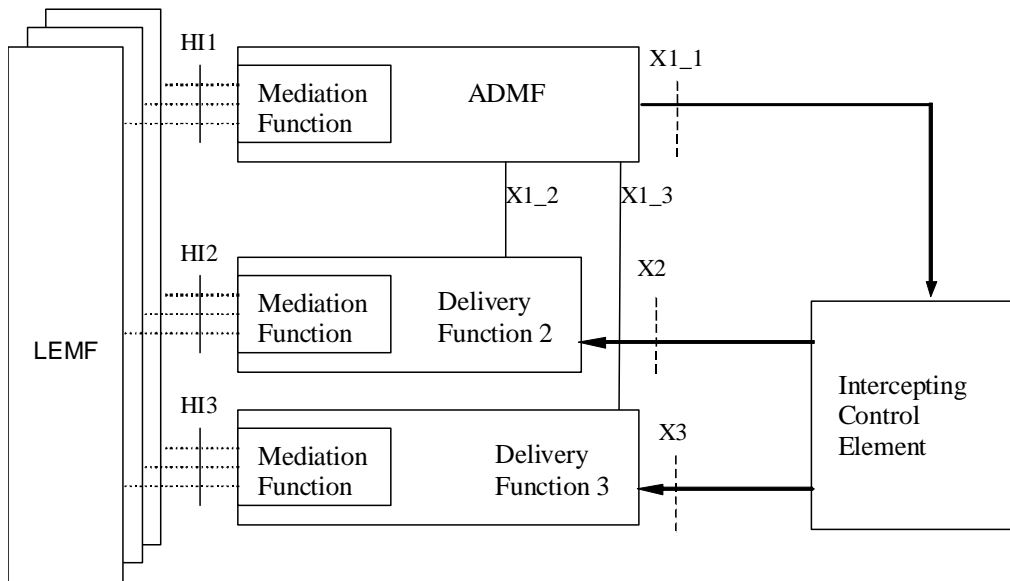 HI1
X1_1
Mediation
Function
ADMF
X1_2
X1_3
HI2
X2
Mediation
Function
Delivery
Function 2
LEMF
Intercepting
Control
Element
HI3
X3
Mediation
Function
Delivery
Function 3